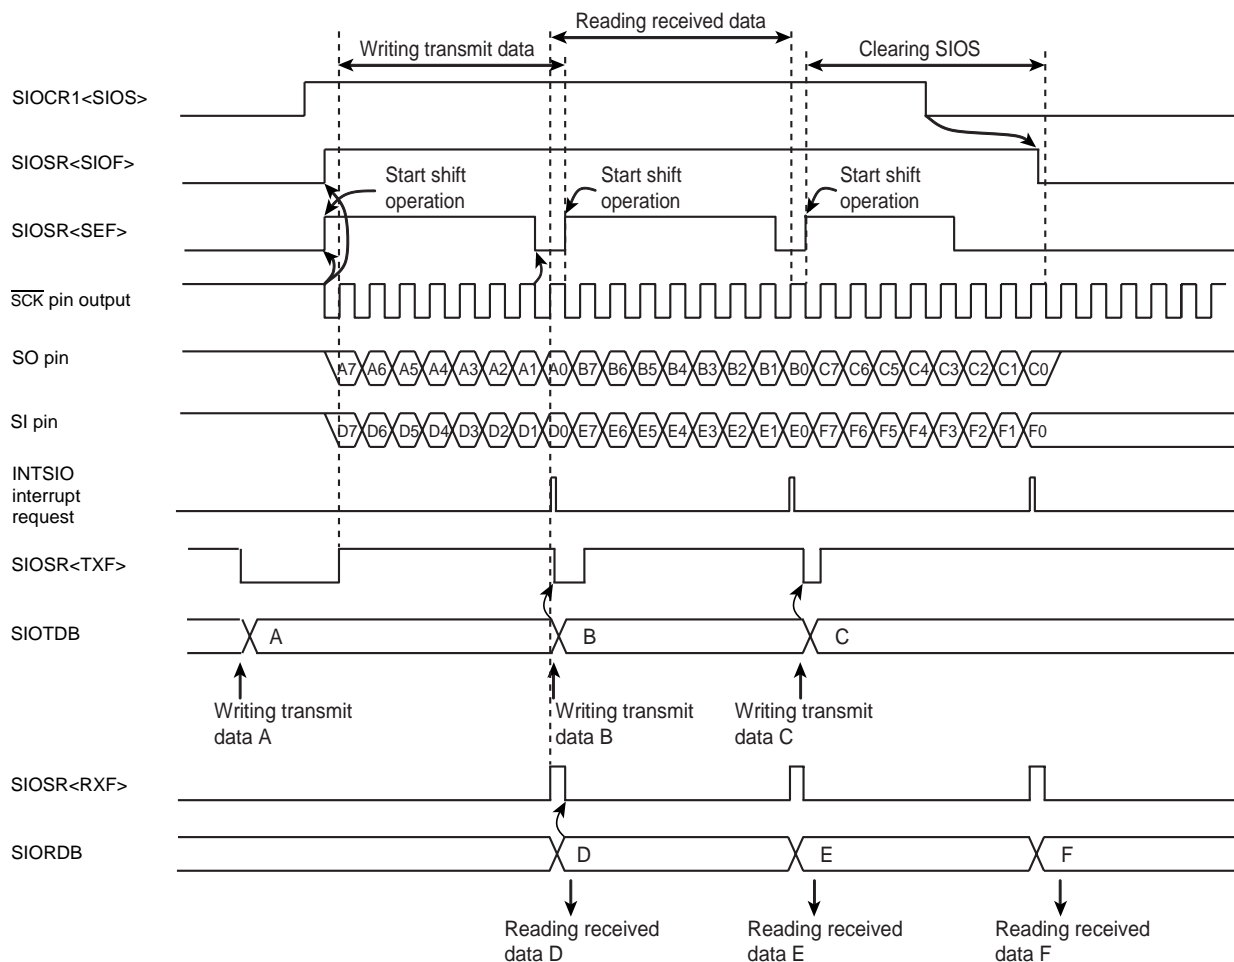 Reading received data
Writing transmit data
Clearing SIOS
SIOCR1<SIOS>
SIOSR<SIOF>
Start shift
operation
Start shift
operation
Start shift
operation
SIOSR<SEF>
SCK pin output
SO pin
A7 A6 A5 A4 A3 A2 A1 A0 B7 B6 B5 B4 B3 B2 B1 B0 C7 C6 C5 C4 C3 C2 C1 C0
SI pin
D7 D6 D5 D4 D3 D2 D1 D0 E7 E6 E5 E4 E3 E2 E1 E0 F7 F6 F5 F4 F3 F2 F1 F0
INTSIO
interrupt
request
SIOSR<TXF>
SIOTDB
A B C
Writing transmit
data A
Writing transmit
data B
Writing transmit
data C
SIOSR<RXF>
SIORDB
D E F
Reading received
data D
Reading received
data E
Reading received
data F